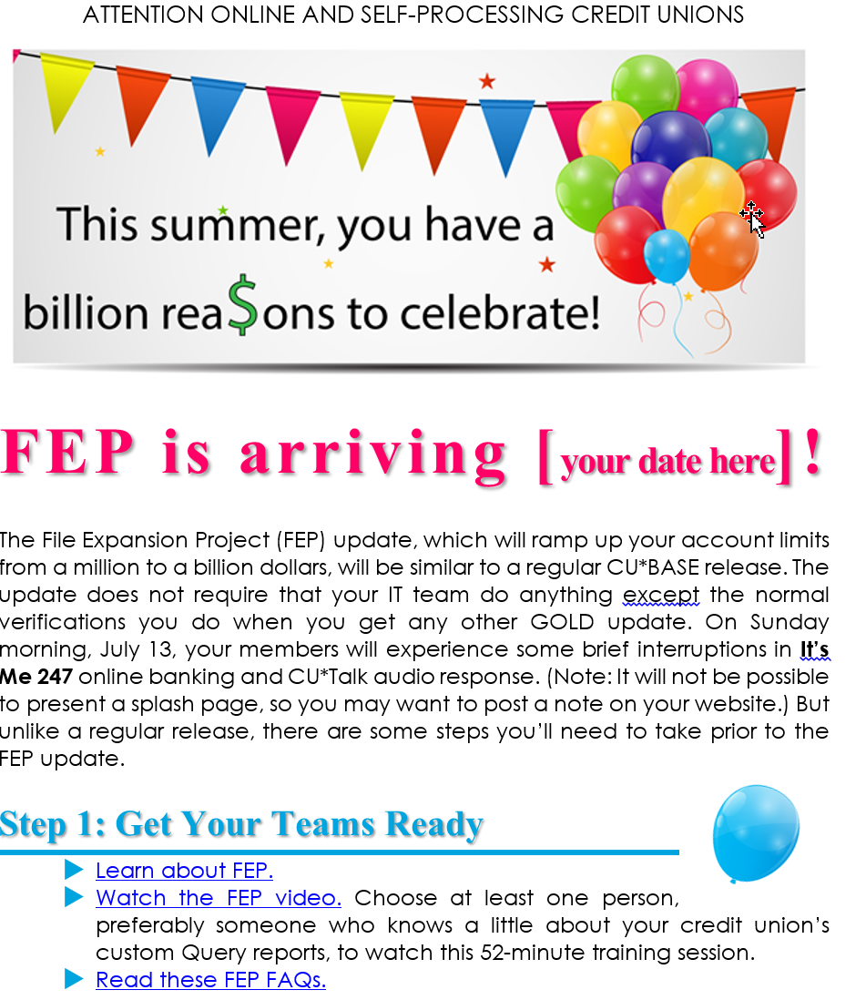 ATTENTION ONLINE AND SELF-PROCESSING CREDIT UNIONS
This summer, you have a
billion rea$ons to celebrate!
FEP is arriving [your date here]!
The File Expansion Project (FEP) update, which will ramp up your account limits
from a million to a billion dollars, will be similar to a regular CU*BASE release. The
update does not require that your IT team do anything except the normal
verifications you do when you get any other GOLD update. On Sunday
morning, July 13, your members will experience some brief interruptions in It’s
Me 247 online banking and CU*Talk audio response. (Note: It will not be possible
to present a splash page, so you may want to post a note on your website.) But
unlike a regular release, there are some steps you’ll need to take prior to the
FEP update.
Step 1: Get Your Teams Ready
Learn about FEP.
Watch the FEP video. Choose at least one person,
preferably someone who knows a little about your credit union’s
custom Query reports, to watch this 52-minute training session.
Read these FEP FAQs.